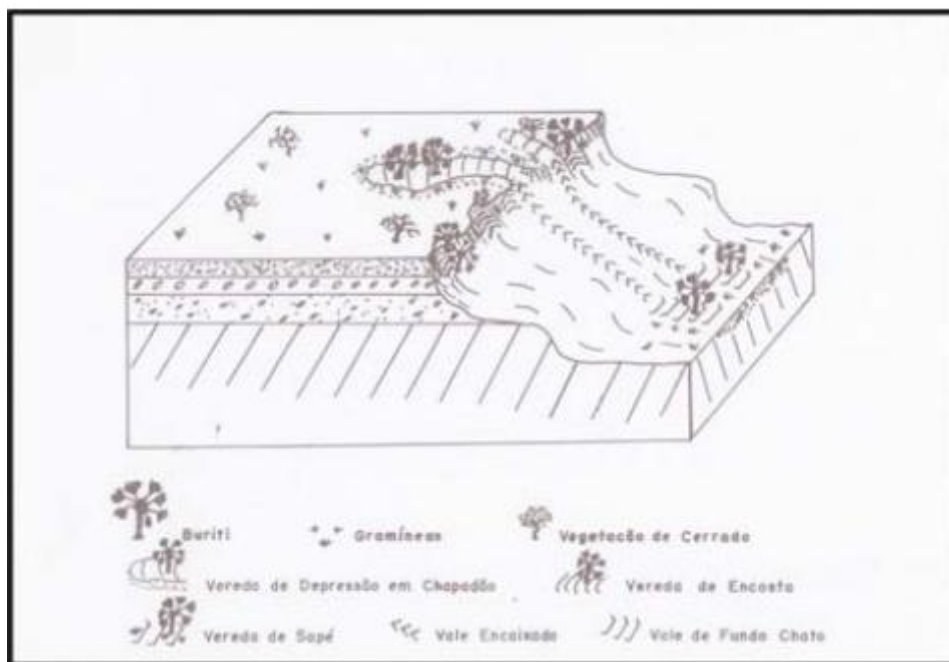 Buriti Gramíneas Vegetação de Cerrado
Vereda de Depressão em Chapadão Vereda de Encosta
Vereda de Sopé Vale Encaixado Vale de Fundo Chato